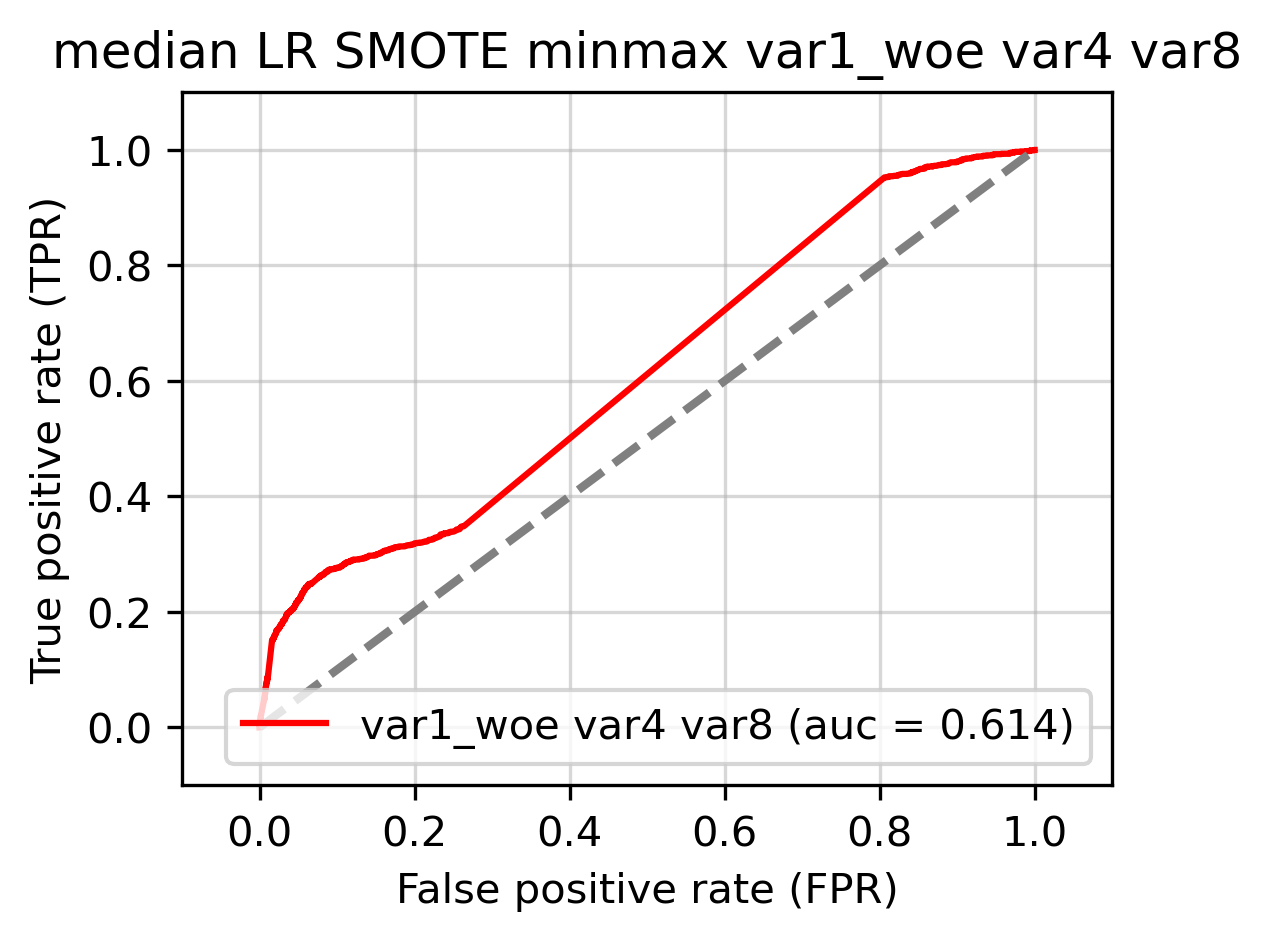 median LR SMOTE minmax var1_woe var4 var8
True positive rate (TPR)
1.0
0.8
0.6
0.4
0.2
0.0
var1_woe var4 var8 (auc = 0.614)
0.0 0.2 0.4 0.6 0.8 1.0
False positive rate (FPR)